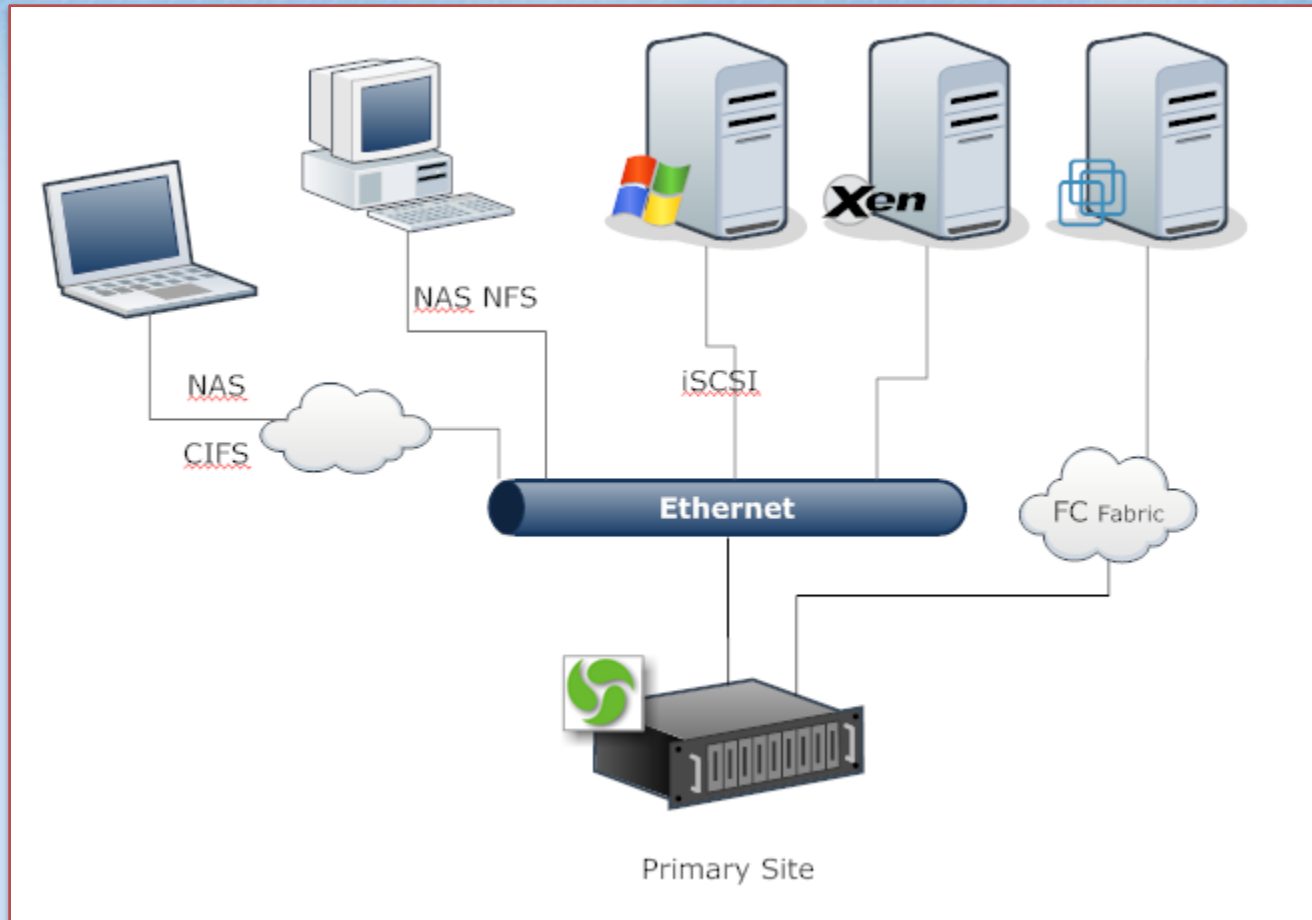 Xen
NAS NFS
NAS
CIFS
iSCSI
Ethernet
FC Fabric
Primary Site